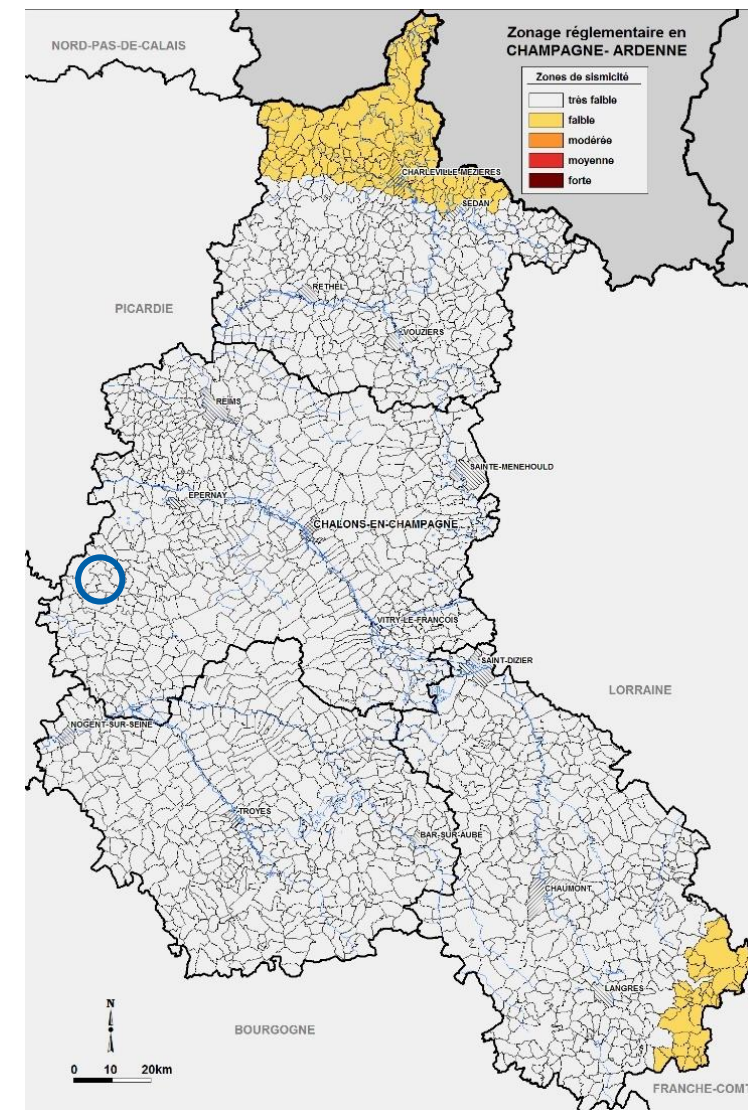 Zonage réglementaire en
CHAMPAGNE- ARDENNE
Zones de sismicité
très faible
faible
modérée
moyenne
forte
NORD-PAS-DE-CALAIS
CHARLEVILLE-MEZIERES
SEDAN
RETHEL
PICARDIE
VOUZIERS
REIMS
SAINTE-MENEHOULD
EPERNAY
CHALONS-EN-CHAMPAGNE
VITRY-LE-FRANCOIS
SAINT-DIZIER
LORRAINE
NOGENT-SUR-SEINE
TROYES
BAR-SUR-AUBE
CHAUMONT
LANGRES
N
BOURGOGNE
0 10 20km
FRANCHE-COMT